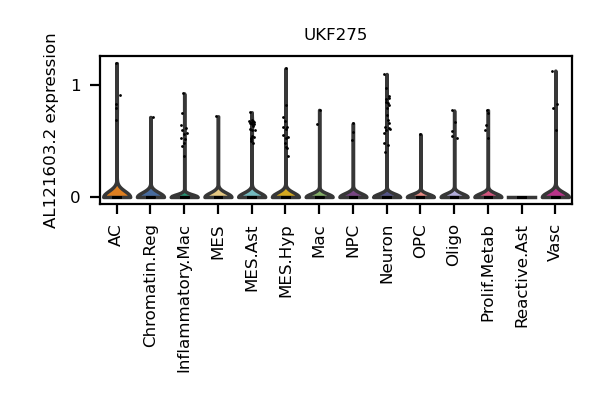 UKF275
AL121603.2 expression
1
0
AC
Chromatin.Reg
Inflammatory.Mac
MES
MES.Ast
MES.Hyp
Mac
NPC
Neuron
OPC
Oligo
Prolif.Metab
Reactive.Ast
Vasc